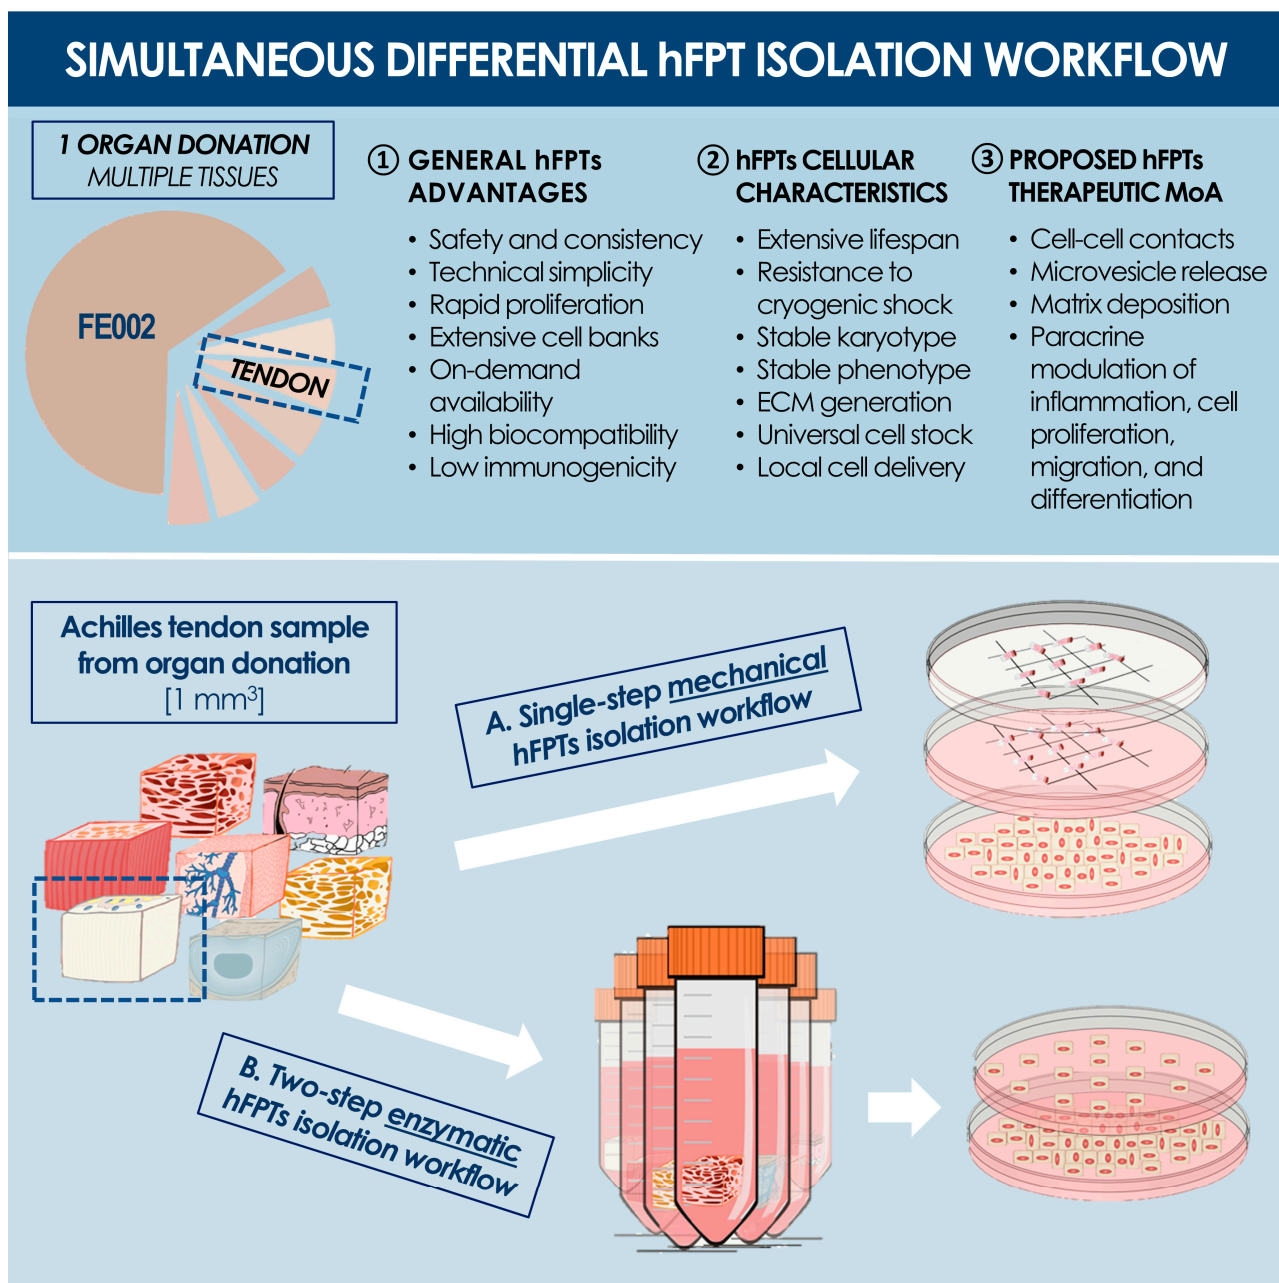 SIMULTANEOUS DIFFERENTIAL hFPT ISOLATION WORKFLOW
1 ORGAN DONATION
MULTIPLE TISSUES
FE002
TENDON
① GENERAL hFPTs
ADVANTAGES
• Safety and consistency
• Technical simplicity
• Rapid proliferation
• Extensive cell banks
• On-demand
availability
• High biocompatibility
• Low immunogenicity
② hFPTs CELLULAR
CHARACTERISTICS
• Extensive lifespan
• Resistance to
cryogenic shock
• Stable karyotype
• Stable phenotype
• ECM generation
• Universal cell stock
• Local cell delivery
③ PROPOSED hFPTs
THERAPEUTIC MoA
• Cell-cell contacts
• Microvesicle release
• Matrix deposition
• Paracrine
modulation of
inflammation, cell
proliferation,
migration, and
differentiation
Achilles tendon sample
from organ donation
[1 mm³]
A. Single-step mechanical
hFPTs isolation workflow
B. Two-step enzymatic
hFPTs isolation workflow